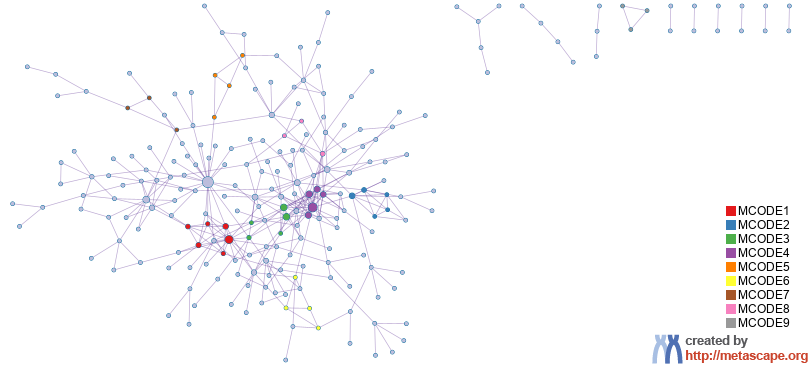 MCODE1
MCODE2
MCODE3
MCODE4
MCODE5
MCODE6
MCODE7
MCODE8
MCODE9
created by
http://metascape.org